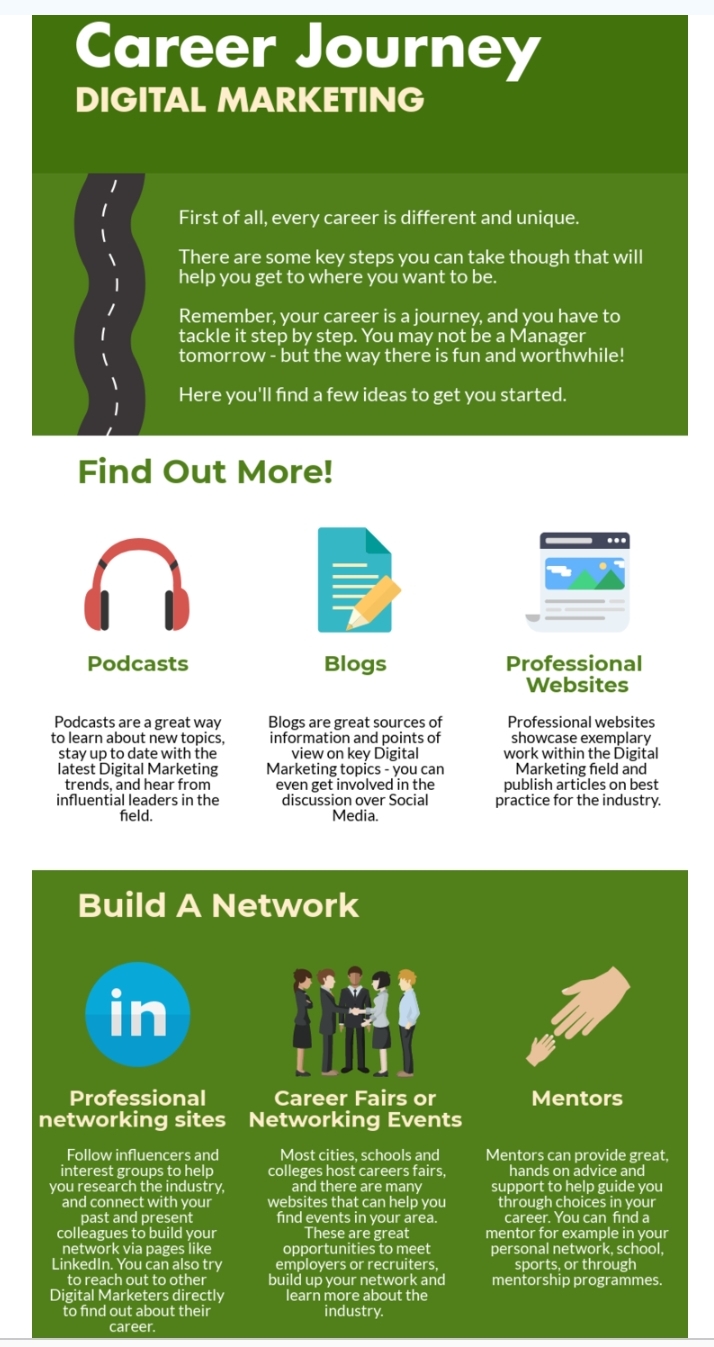 Career Journey
DIGITAL MARKETING
First of all, every career is different and unique.
There are some key steps you can take though that will
help you get to where you want to be.
Remember, your career is a journey, and you have to
tackle it step by step. You may not be a Manager
tomorrow - but the way there is fun and worthwhile!
Here you'll find a few ideas to get you started.
Find Out More!
Podcasts
Podcasts are a great way
to learn about new topics,
stay up to date with the
latest Digital Marketing
trends, and hear from
influential leaders in the
field.
Blogs
Blogs are great sources of
information and points of
view on key Digital
Marketing topics - you can
even get involved in the
discussion over Social
Media.
Professional
Websites
Professional websites
showcase exemplary
work within the Digital
Marketing field and
publish articles on best
practice for the industry.
Build A Network
in
Professional
networking sites
Follow influencers and
interest groups to help
you research the industry,
and connect with your
past and present
colleagues to build your
network via pages like
LinkedIn. You can also try
to reach out to other
Digital Marketers directly
to find out about their
career.
Career Fairs or
Networking Events
Most cities, schools and
colleges host careers fairs,
and there are many
websites that can help you
find events in your area.
These are great
opportunities to meet
employers or recruiters,
build up your network and
learn more about the
industry.
Mentors
Mentors can provide great,
hands on advice and
support to help guide you
through choices in your
career. You can find a
mentor for example in your
personal network, school,
sports, or through
mentorship programmes.